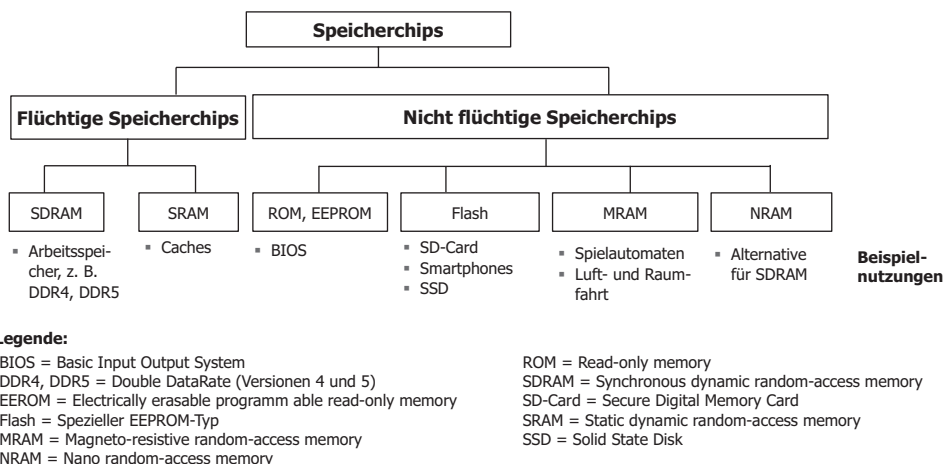 Speicherchips
Flüchtige Speicherchips
Nicht flüchtige Speicherchips
SDRAM
SRAM
ROM, EEPROM
Flash
MRAM
NRAM
▪ Arbeitsspei-
cher, z. B.
DDR4, DDR5
▪ Caches
▪ BIOS
▪ SD-Card
▪ Smartphones
▪ SSD
▪ Spielautomaten
▪ Luft- und Raum-
fahrt
▪ Alternative
für SDRAM
Beispiel-
nutzungen
Legende:
BIOS = Basic Input Output System
DDR4, DDR5 = Double DataRate (Versionen 4 und 5)
EEROM = Electrically erasable programm able read-only memory
Flash = Spezieller EEPROM-Typ
MRAM = Magneto-resistive random-access memory
NRAM = Nano random-access memory
ROM = Read-only memory
SDRAM = Synchronous dynamic random-access memory
SD-Card = Secure Digital Memory Card
SRAM = Static dynamic random-access memory
SSD = Solid State Disk